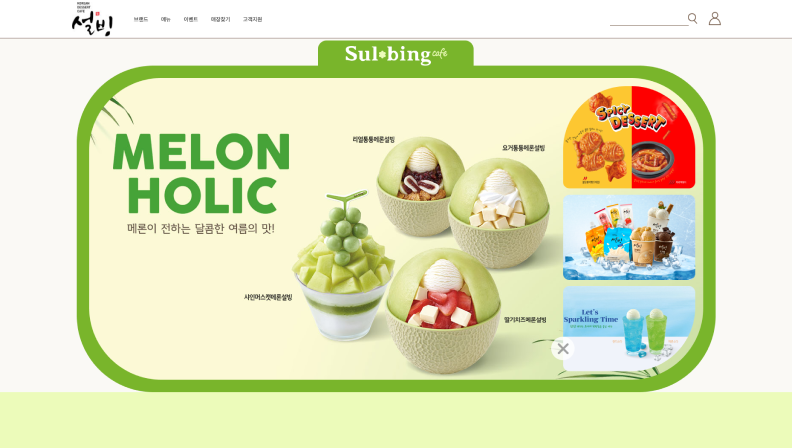 KOREAN
DESSERT
CAFE
설빙
브랜드 메뉴 이벤트 매장찾기 고객지원
Sulbing cafe
MELON
HOLIC
메론이 전하는 달콤한 여름의 맛!
리얼통통메론설빙
요거통통메론설빙
샤인머스캣메론설빙
딸기치즈메론설빙
SPICY
DESSERT
Let's
Sparkling Time